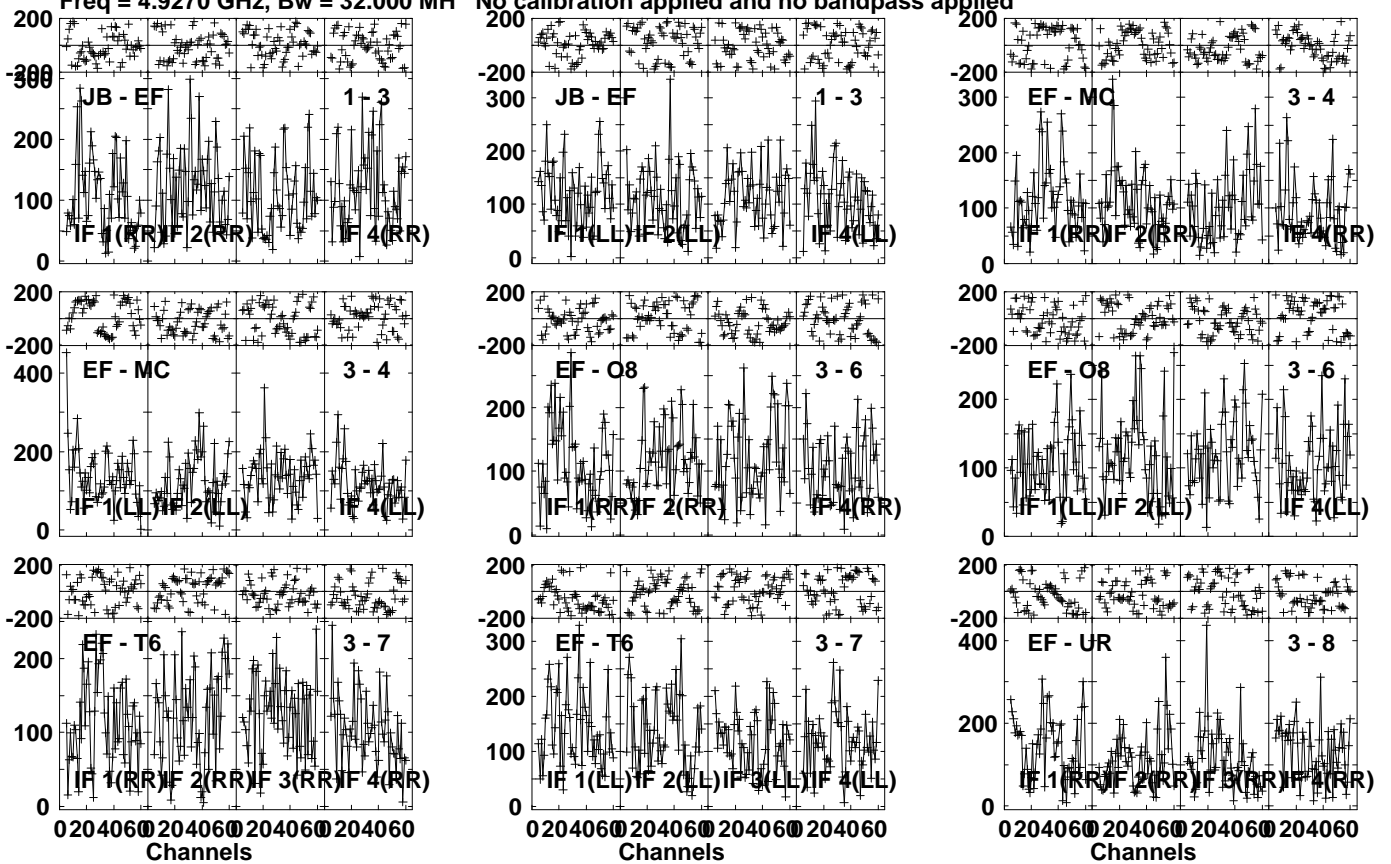 Freq = 4.9270 GHz, Bw = 32.000 MH No calibration applied and no bandpass applied
200
-200
300
200
100
0
JB - EF 1 - 3
IF 1(RR) IF 2(RR) IF 4(RR)
200
-200
300
200
100
0
JB - EF 1 - 3
IF 1(LL) IF 2(LL) IF 4(LL)
200
-200
300
200
100
0
EF - MC 3 - 4
IF 1(RR) IF 2(RR) IF 4(RR)
200
-200
400
200
0
EF - MC 3 - 4
IF 1(LL) IF 2(LL) IF 4(LL)
200
-200
200
100
0
EF - O8 3 - 6
IF 1(RR) IF 2(RR) IF 4(RR)
200
-200
200
100
0
EF - O8 3 - 6
IF 1(LL) IF 2(LL) IF 4(LL)
200
-200
200
100
0
EF - T6 3 - 7
IF 1(RR) IF 2(RR) IF 3(RR) IF 4(RR)
0 20 40 60 0 20 40 60 0 20 40 60 0 20 40 60
Channels
200
-200
300
200
100
0
EF - T6 3 - 7
IF 1(LL) IF 2(LL) IF 3(LL) IF 4(LL)
0 20 40 60 0 20 40 60 0 20 40 60 0 20 40 60
Channels
200
-200
400
200
0
EF - UR 3 - 8
IF 1(RR) IF 2(RR) IF 3(RR) IF 4(RR)
0 20 40 60 0 20 40 60 0 20 40 60 0 20 40 60
Channels